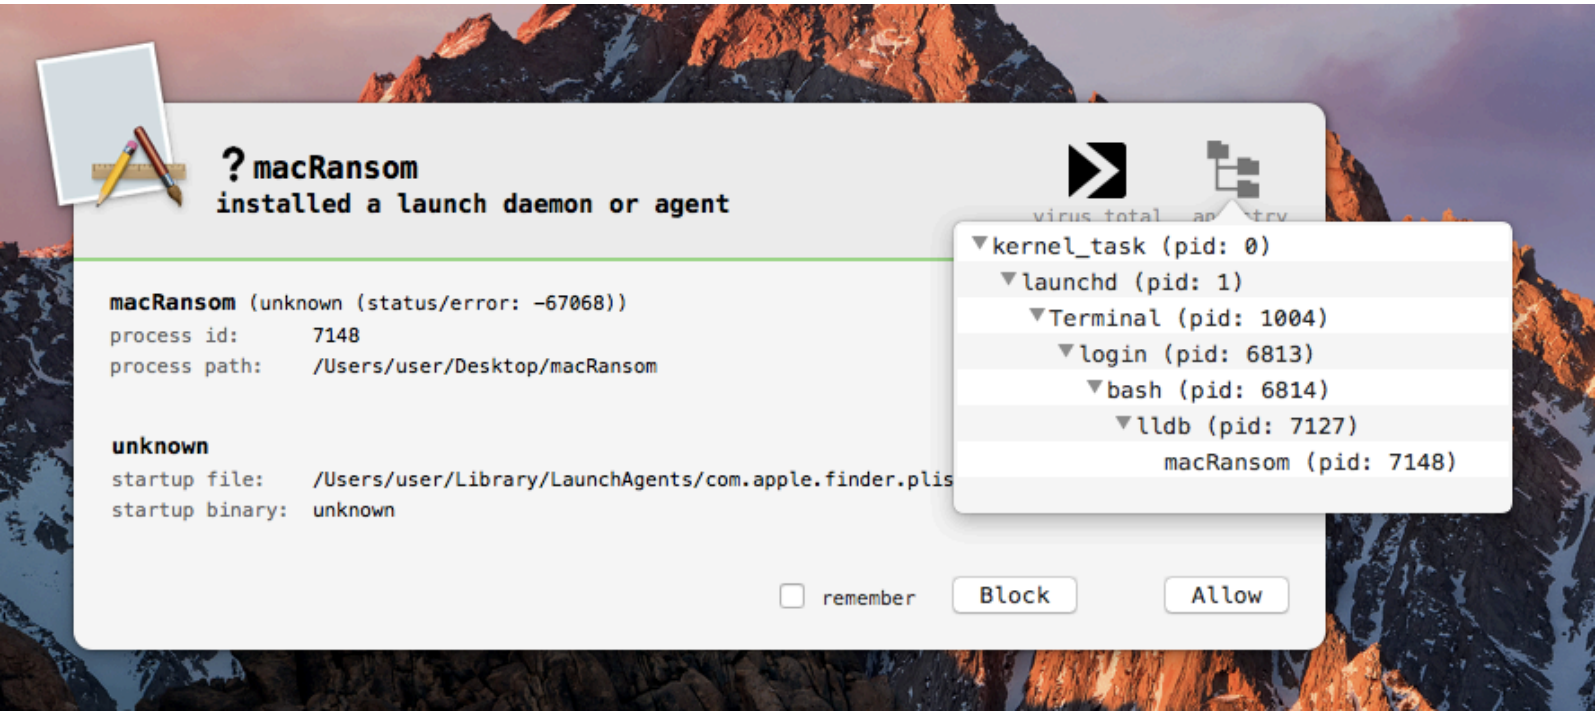 ? macRansom
installed a launch daemon or agent
virus total
macRansom (unknown (status/error: -67068))
process id: 7148
process path: /Users/user/Desktop/macRansom
unknown
startup file: /Users/user/Library/LaunchAgents/com.apple.finder.plis
startup binary: unknown
kernel_task (pid: 0)
launchd (pid: 1)
Terminal (pid: 1004)
login (pid: 6813)
bash (pid: 6814)
lldb (pid: 7127)
macRansom (pid: 7148)
remember
Block
Allow